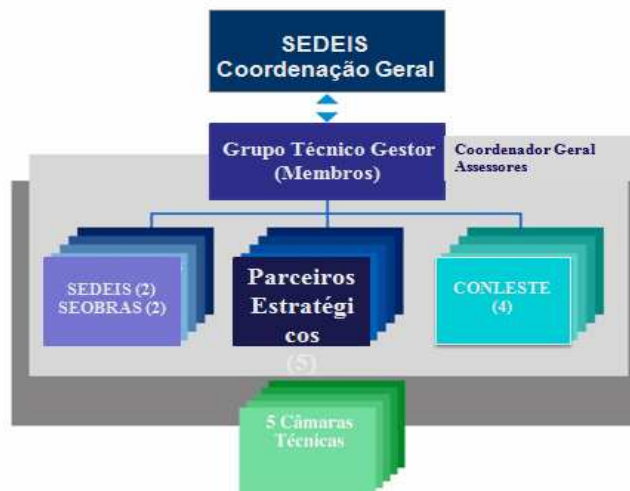 SEDEIS
Coordenação Geral
Grupo Técnico Gestor
(Membros)
Coordenador Geral
Assessores
SEDEIS (2)
SEOBRAS (2)
Parceiros
Estratégi
cos
(5)
CONLESTE
(4)
5 Câmaras
Técnicas